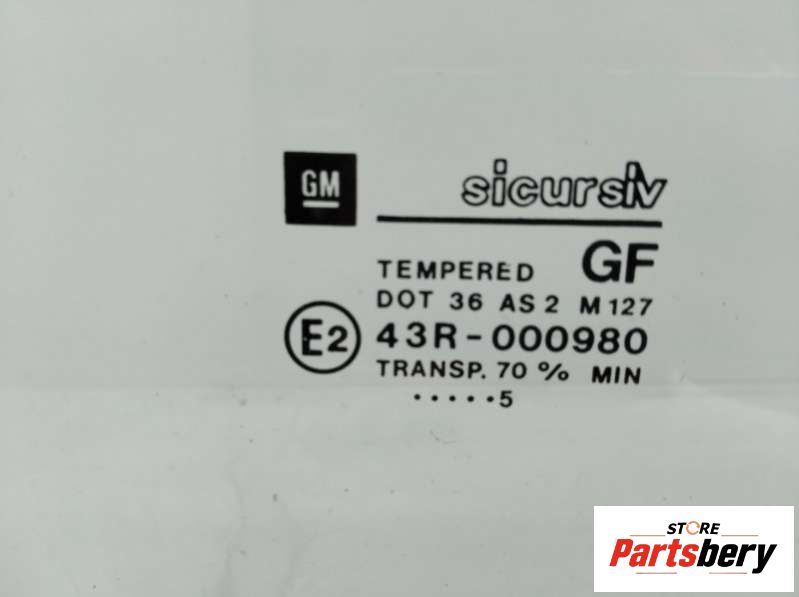 GM
sicursiv
TEMPERED GF
DOT 36 AS 2 M 127
E2 43R-000980
TRANSP. 70 % MIN
·····5
STORE
Partsbery